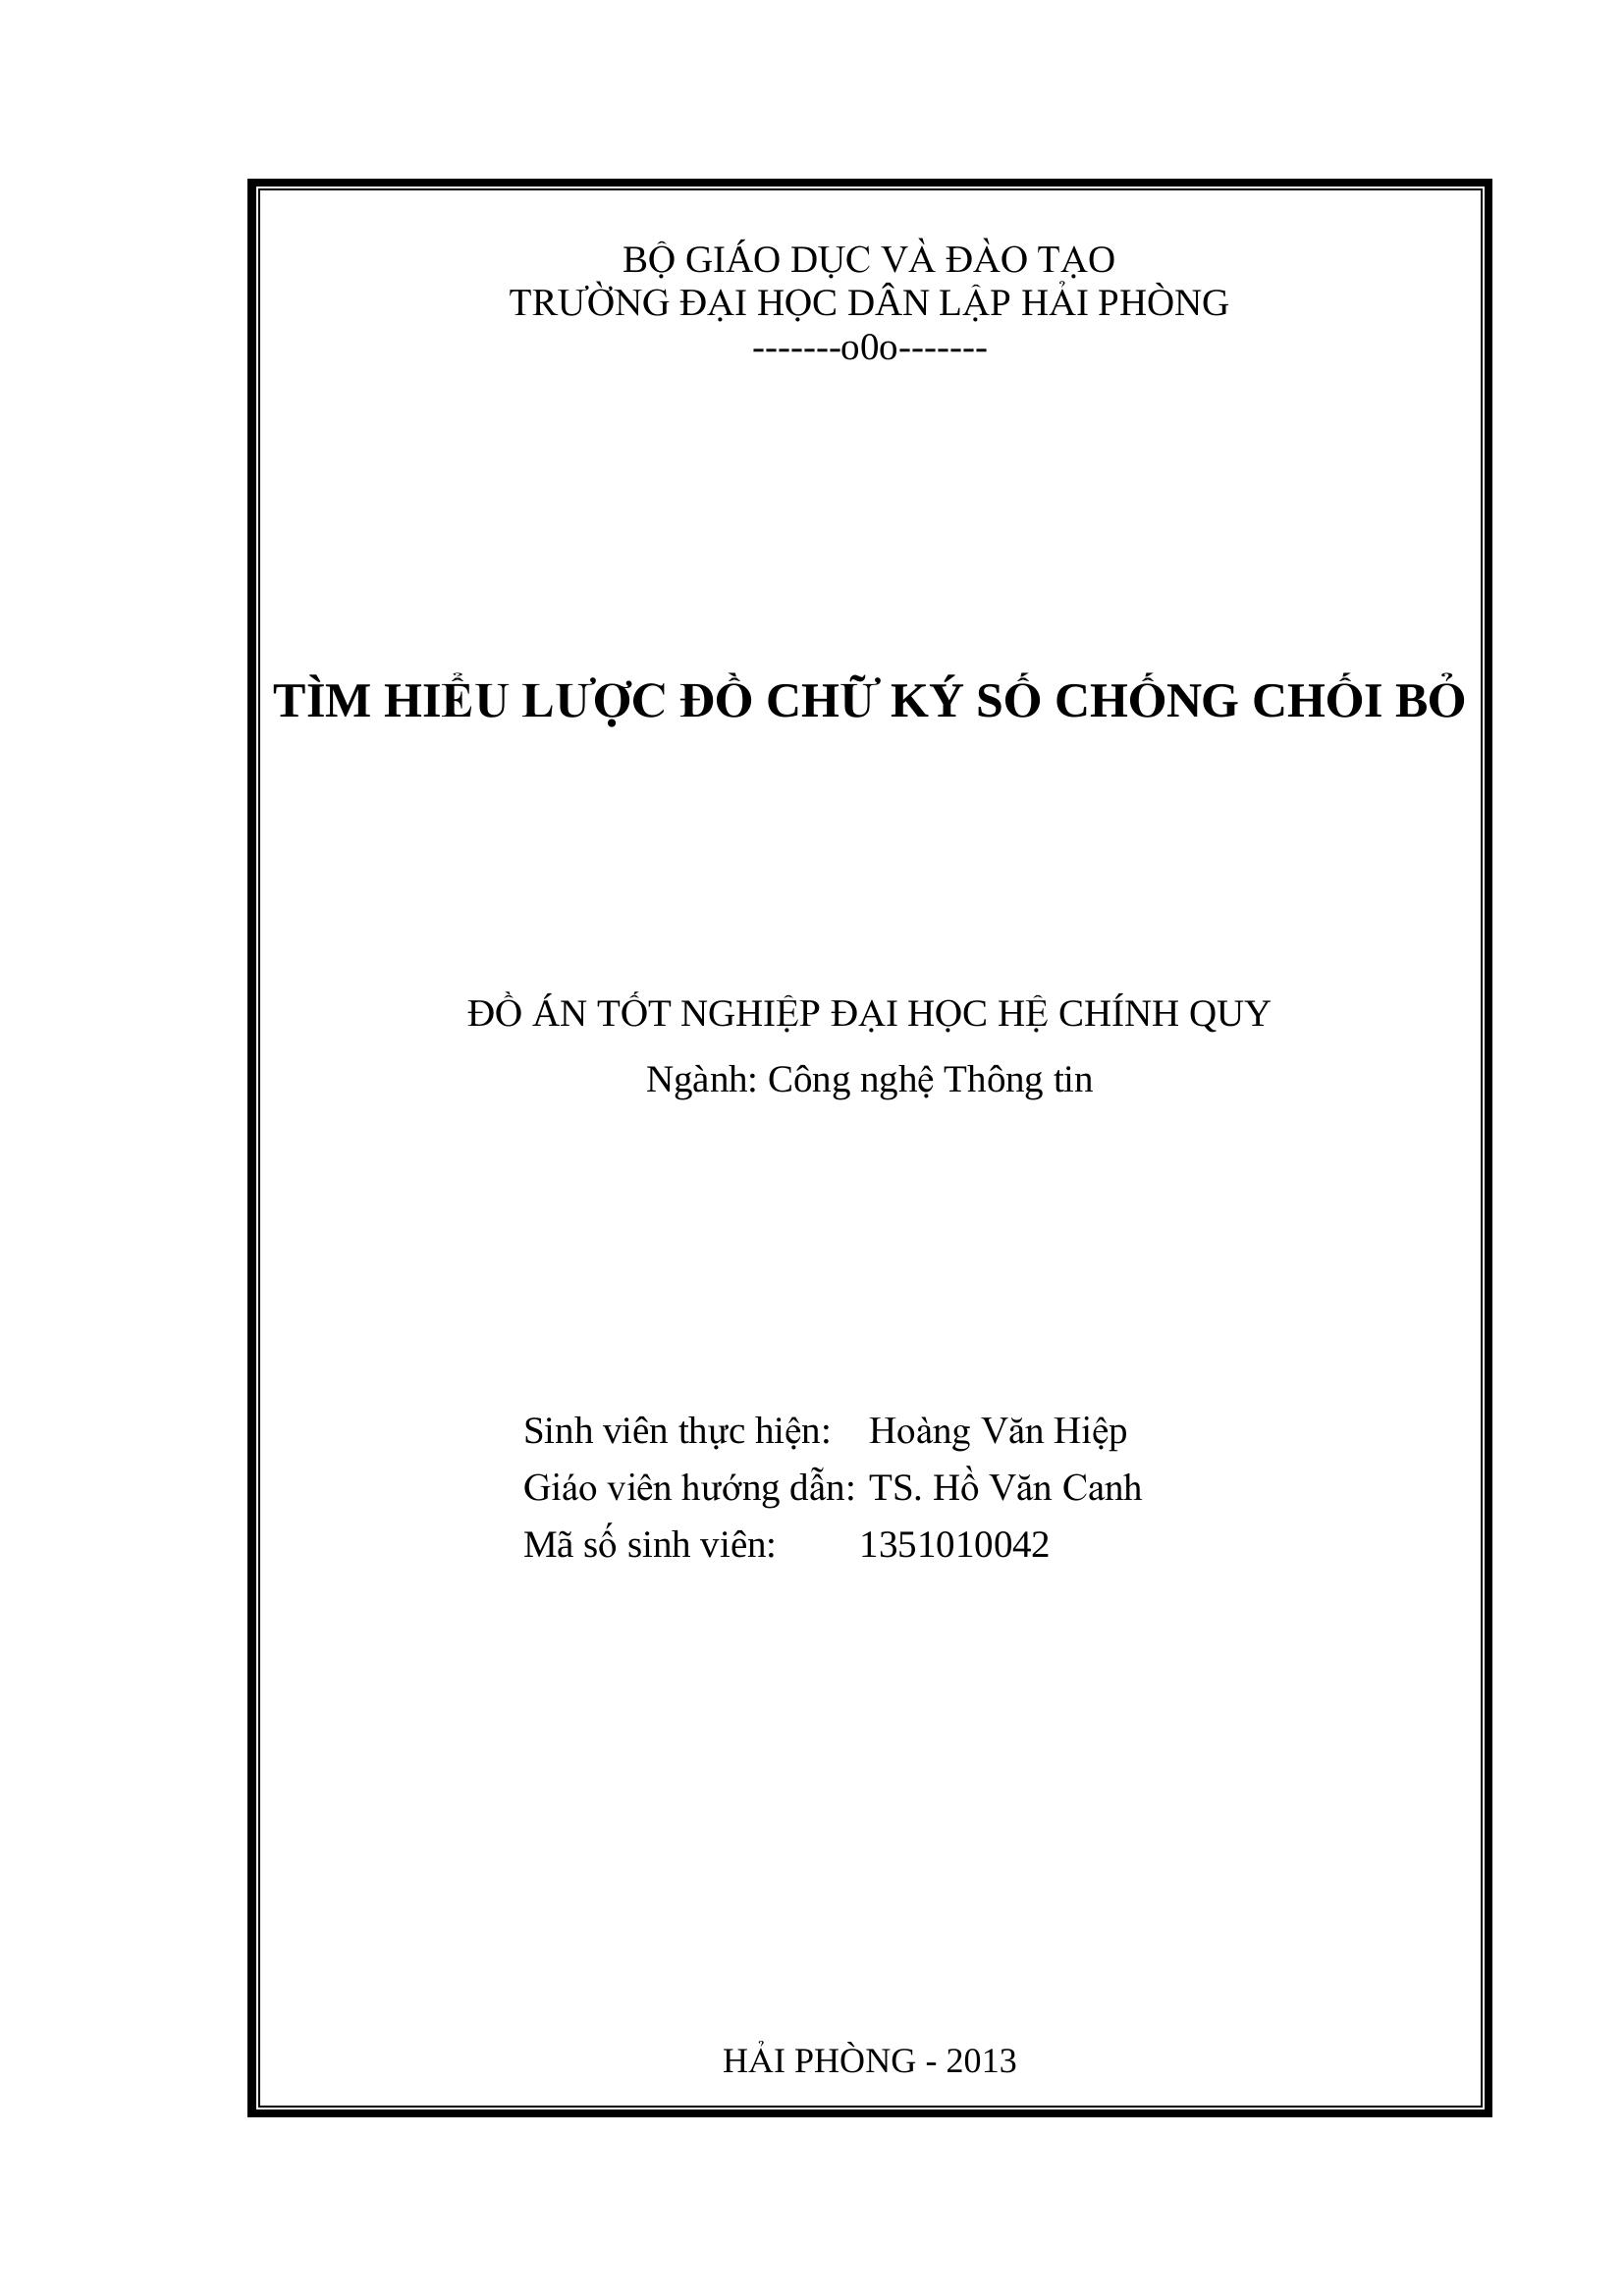 BỘ GIÁO DỤC VÀ ĐÀO TẠO
TRƯỜNG ĐẠI HỌC DÂN LẬP HẢI PHÒNG
-------o0o-------
TÌM HIỂU LƯỢC ĐỒ CHỮ KÝ SỐ CHỐNG CHỐI BỎ
ĐỒ ÁN TỐT NGHIỆP ĐẠI HỌC HỆ CHÍNH QUY
Ngành: Công nghệ Thông tin
Sinh viên thực hiện: Hoàng Văn Hiệp
Giáo viên hướng dẫn: TS. Hồ Văn Canh
Mã số sinh viên: 1351010042
HẢI PHÒNG - 2013